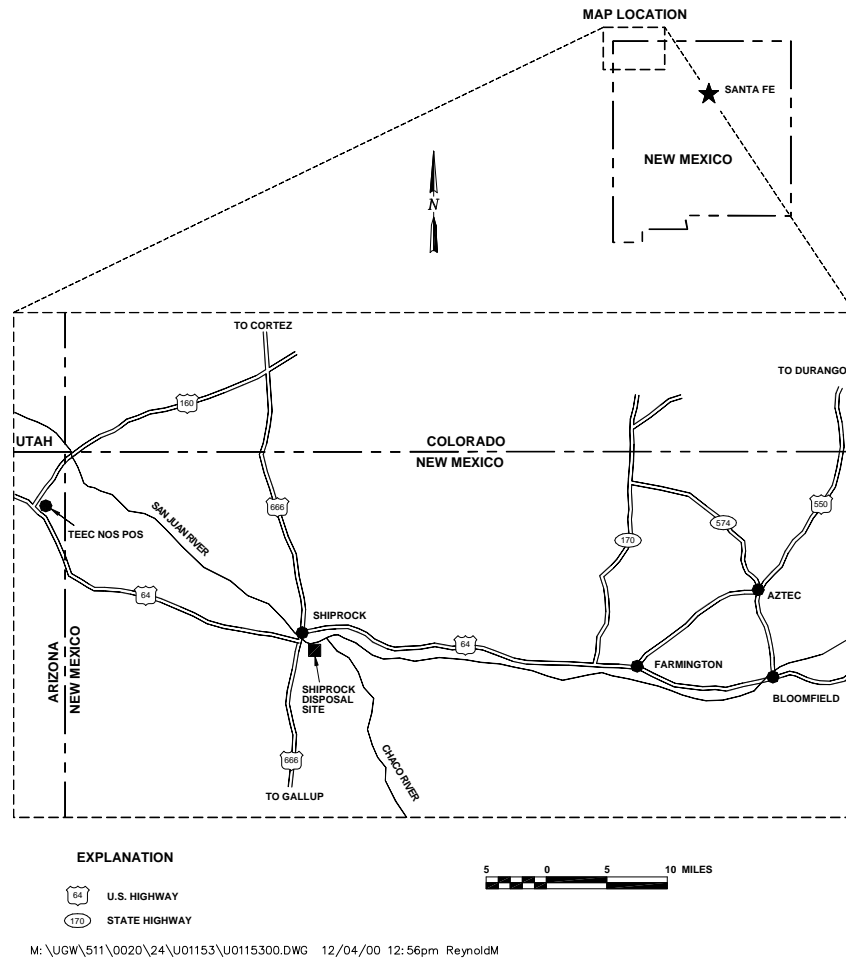 MAP LOCATION
SANTA FE
NEW MEXICO
N
TO CORTEZ
TO DURANGO
160
UTAH
COLORADO
NEW MEXICO
666
550
574
SAN JUAN RIVER
TEEC NOS POS
170
64
AZTEC
SHIPROCK
64
FARMINGTON
ARIZONA
NEW MEXICO
SHIPROCK
DISPOSAL
SITE
BLOOMFIELD
666
CHACO RIVER
TO GALLUP
EXPLANATION
64 U.S. HIGHWAY
170 STATE HIGHWAY
5 0 5 10 MILES
M:\UGW\511\0020\24\U01153\U0115300.DWG 12/04/00 12:56pm ReynoldM